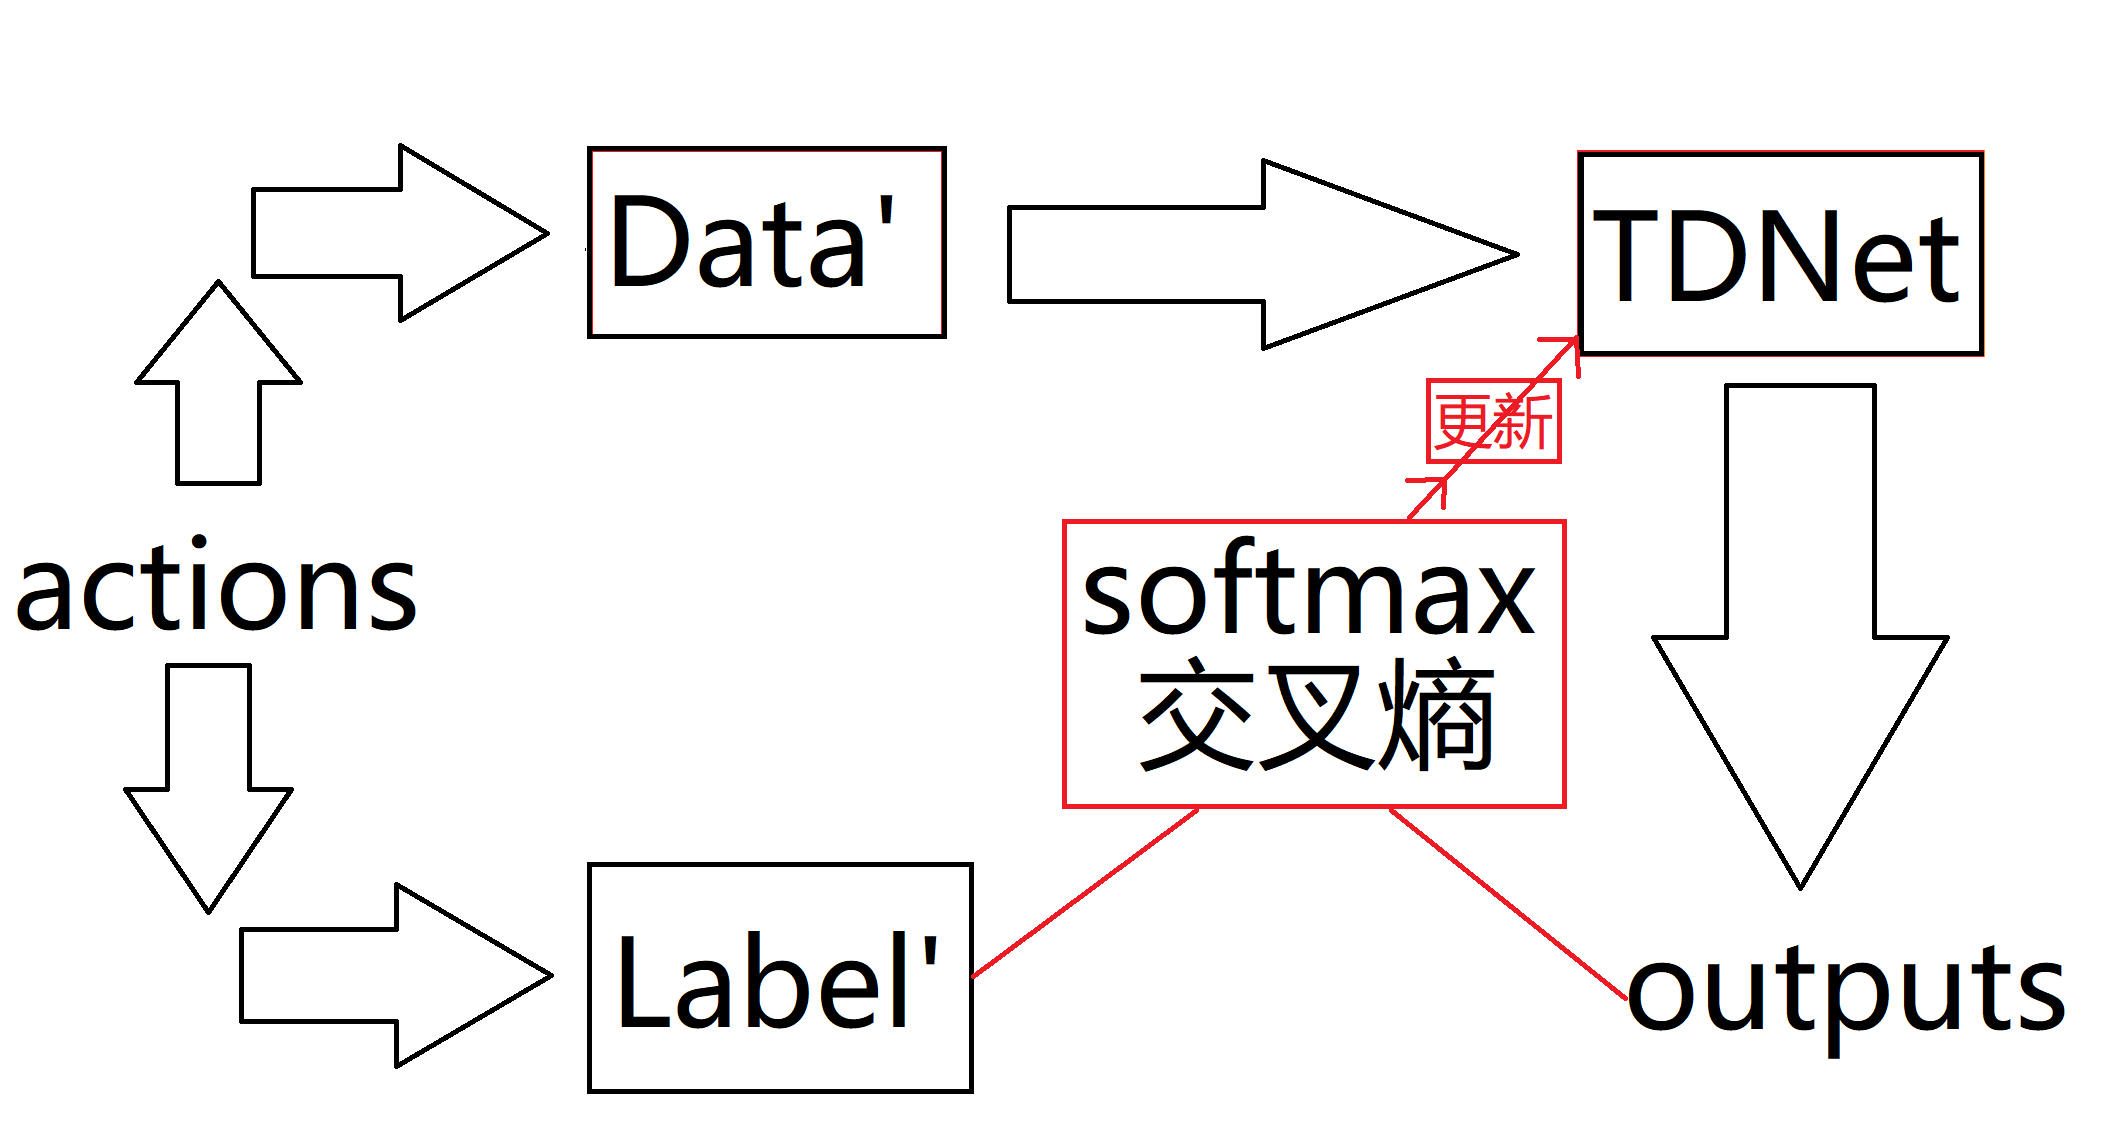 Data'
TDNet
更新
actions
softmax
交叉熵
Label'
outputs